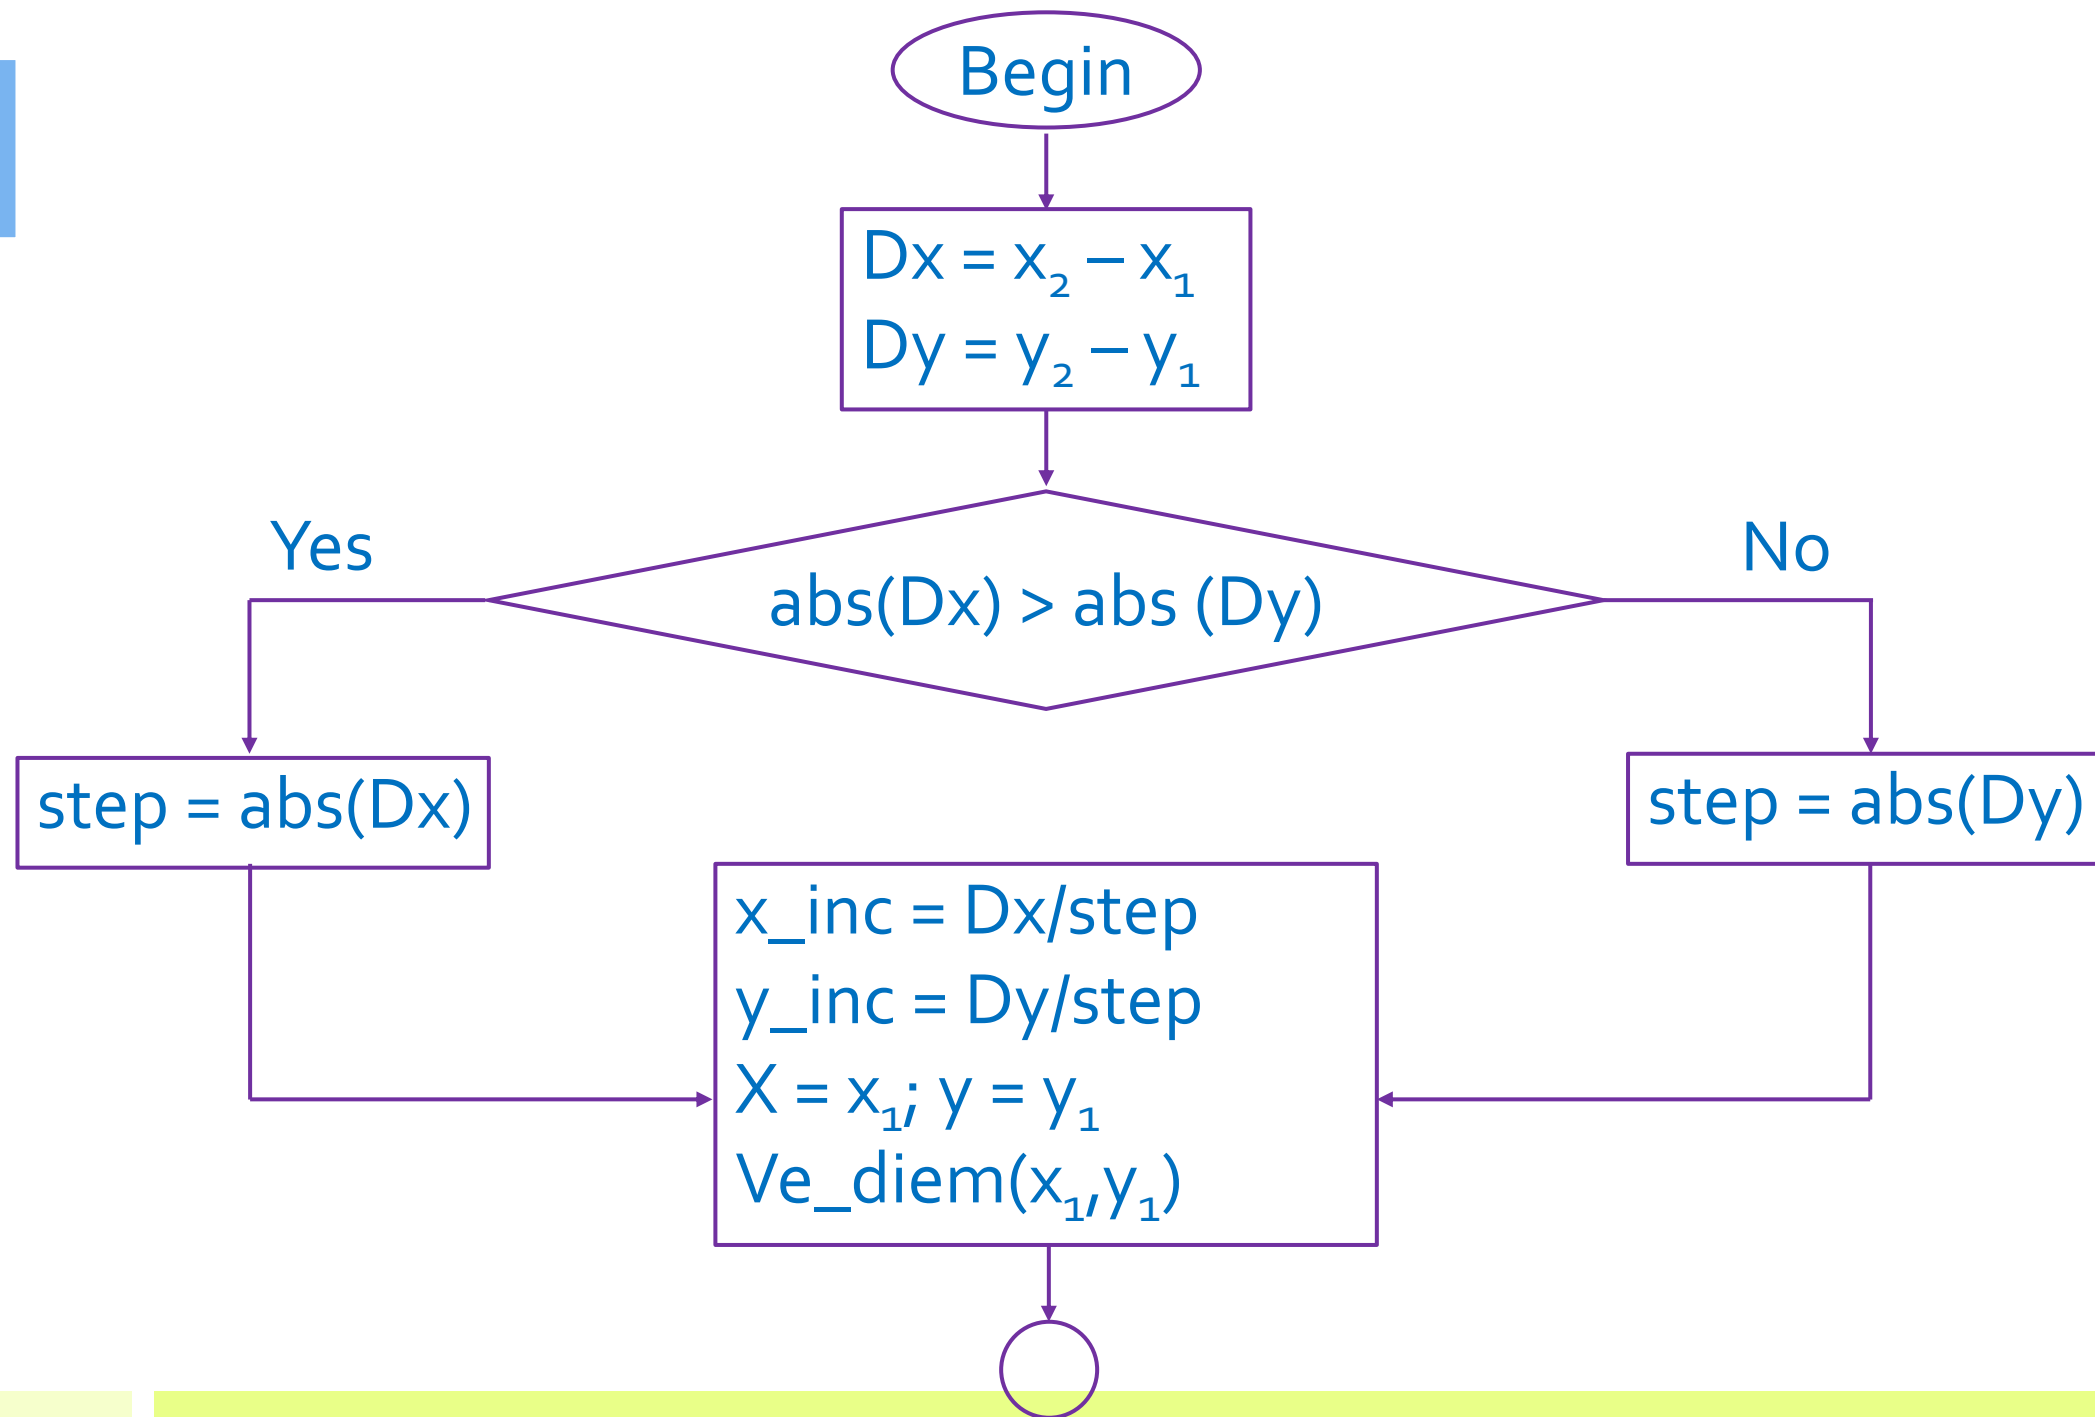 Begin
Dx = x₂ – x₁
Dy = y₂ – y₁
Yes
No
abs(Dx) > abs (Dy)
step = abs(Dx)
step = abs(Dy)
x_inc = Dx/step
y_inc = Dy/step
X = x₁; y = y₁
Ve_diem(x₁,y₁)